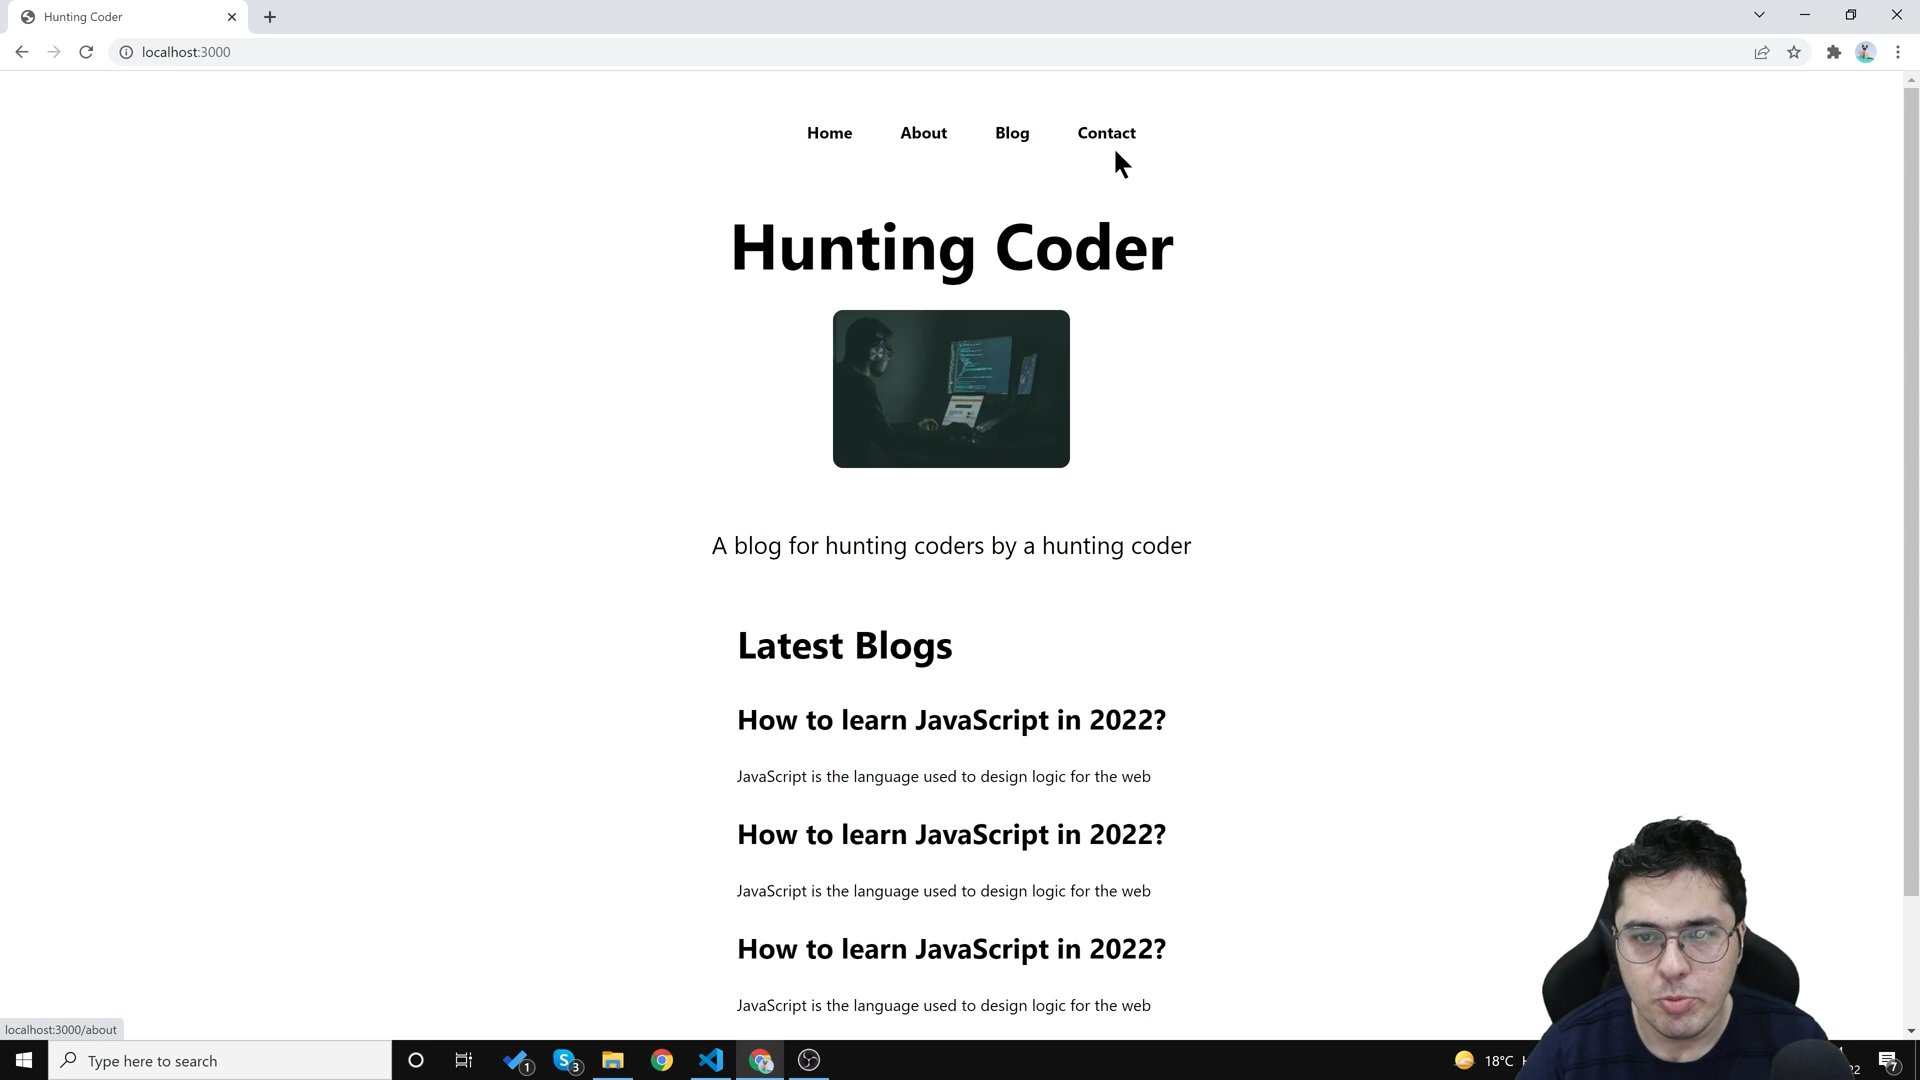 Hunting Coder
localhost:3000
Home About Blog Contact
Hunting Coder
A blog for hunting coders by a hunting coder
Latest Blogs
How to learn JavaScript in 2022?
JavaScript is the language used to design logic for the web
How to learn JavaScript in 2022?
JavaScript is the language used to design logic for the web
How to learn JavaScript in 2022?
JavaScript is the language used to design logic for the web
localhost:3000/about
Type here to search
1
3
18°C
7